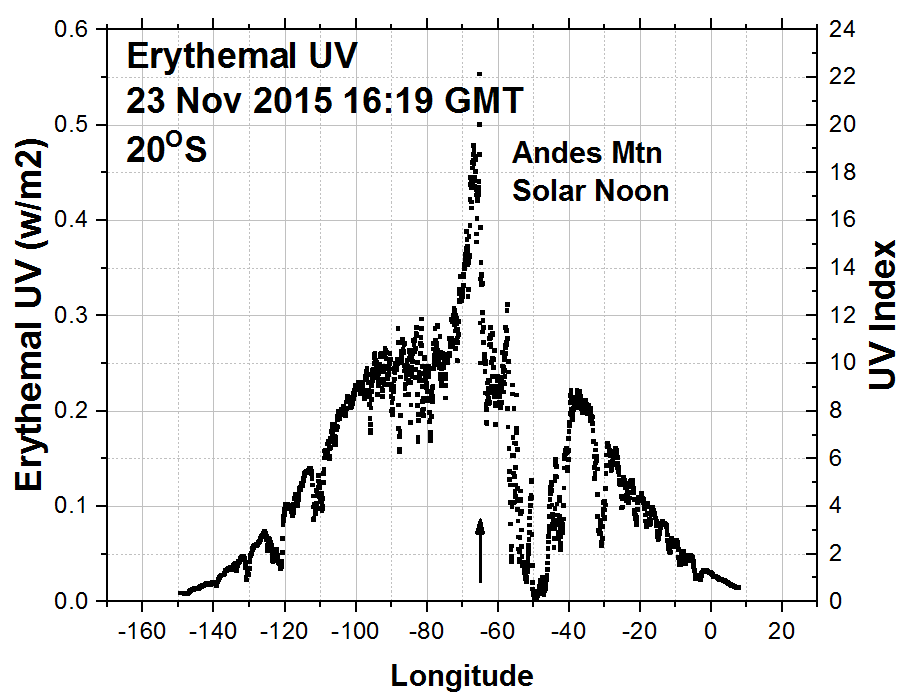 Erythemal UV
23 Nov 2015 16:19 GMT
20°S
Andes Mtn
Solar Noon
Erythemal UV (w/m2)
0.6
0.5
0.4
0.3
0.2
0.1
0.0
24
22
20
18
16
14
12
10
8
6
4
2
0
UV Index
-160 -140 -120 -100 -80 -60 -40 -20 0 20
Longitude